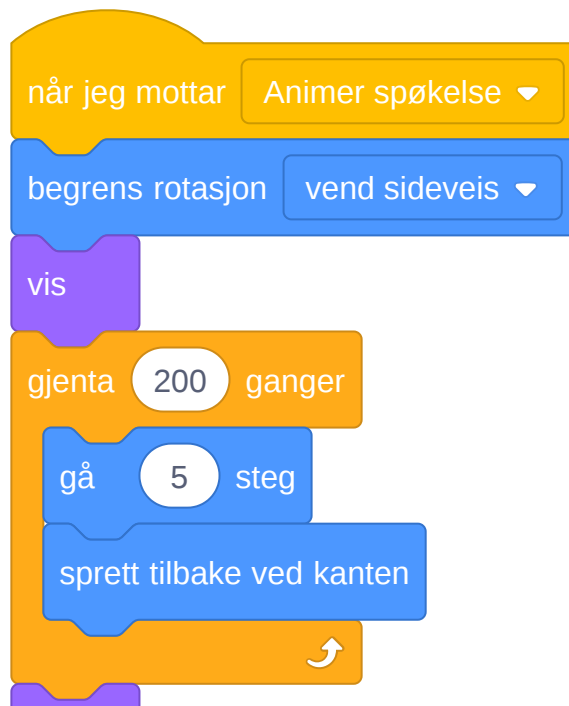 når jeg mottar Animer spøkelse
begrens rotasjon vend sideveis
vis
gjenta 200 ganger
gå 5 steg
sprett tilbake ved kanten